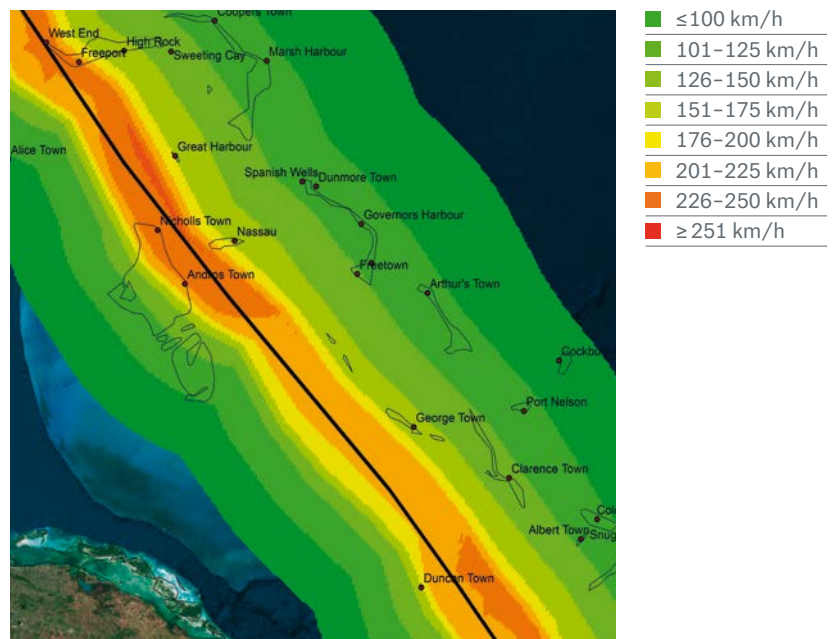 Coopers Town
West End
High Rock
Freeport
Sweeting Cay
Marsh Harbour
Alice Town
Great Harbour
Spanish Wells
Dunmore Town
Nicholls Town
Nassau
Governors Harbour
Andros Town
Freetown
Arthur's Town
Cockbur
Port Nelson
George Town
Clarence Town
Col
Albert Town
Snug
Duncan Town
≤100 km/h
101–125 km/h
126–150 km/h
151–175 km/h
176–200 km/h
201–225 km/h
226–250 km/h
≥ 251 km/h